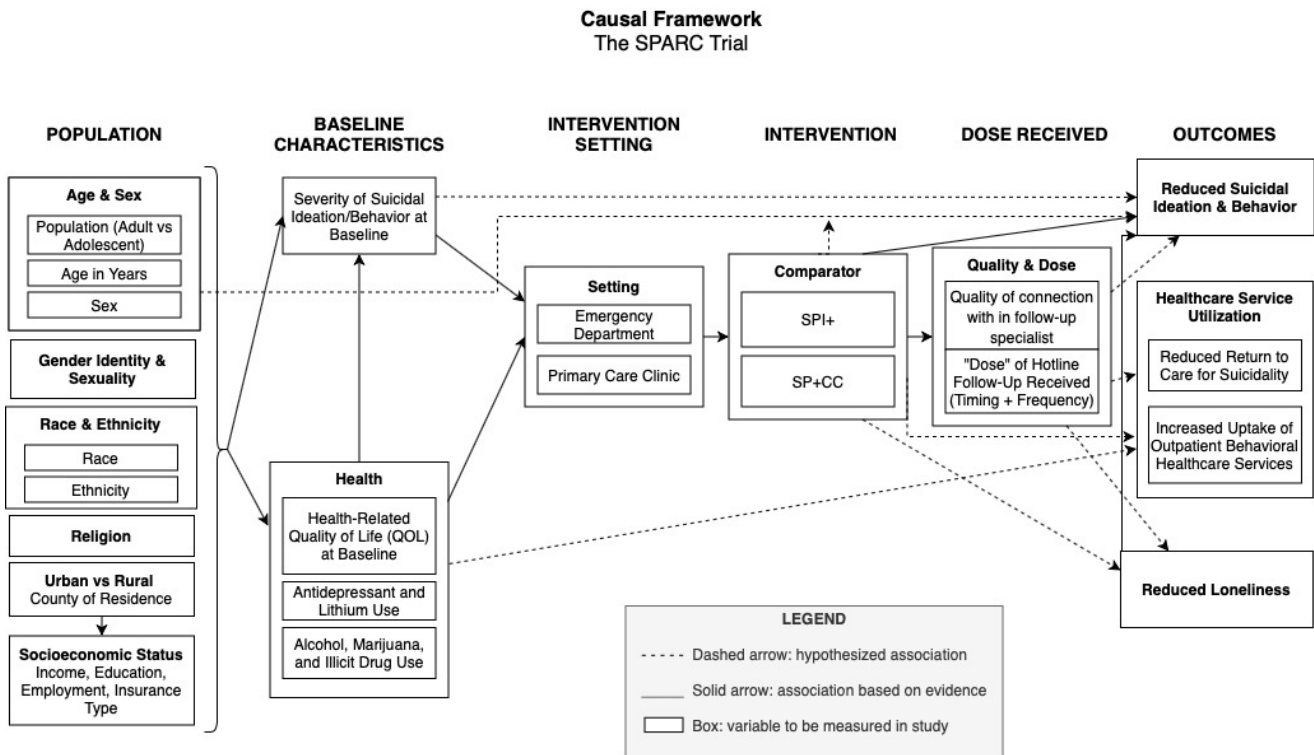 Causal Framework
The SPARC Trial
POPULATION
BASELINE
CHARACTERISTICS
INTERVENTION
SETTING
INTERVENTION
DOSE RECEIVED
OUTCOMES
Age & Sex
Population (Adult vs
Adolescent)
Age in Years
Sex
Gender Identity &
Sexuality
Race & Ethnicity
Race
Ethnicity
Religion
Urban vs Rural
County of Residence
Socioeconomic Status
Income, Education,
Employment, Insurance
Type
Severity of Suicidal
Ideation/Behavior at
Baseline
Health
Health-Related
Quality of Life (QOL)
at Baseline
Antidepressant and
Lithium Use
Alcohol, Marijuana,
and Illicit Drug Use
Setting
Emergency
Department
Primary Care Clinic
Comparator
SPI+
SP+CC
Quality & Dose
Quality of connection
with in follow-up
specialist
"Dose" of Hotline
Follow-Up Received
(Timing + Frequency)
Reduced Suicidal
Ideation & Behavior
Healthcare Service
Utilization
Reduced Return to
Care for Suicidality
Increased Uptake of
Outpatient Behavioral
Healthcare Services
Reduced Loneliness
LEGEND
Dashed arrow: hypothesized association
Solid arrow: association based on evidence
Box: variable to be measured in study